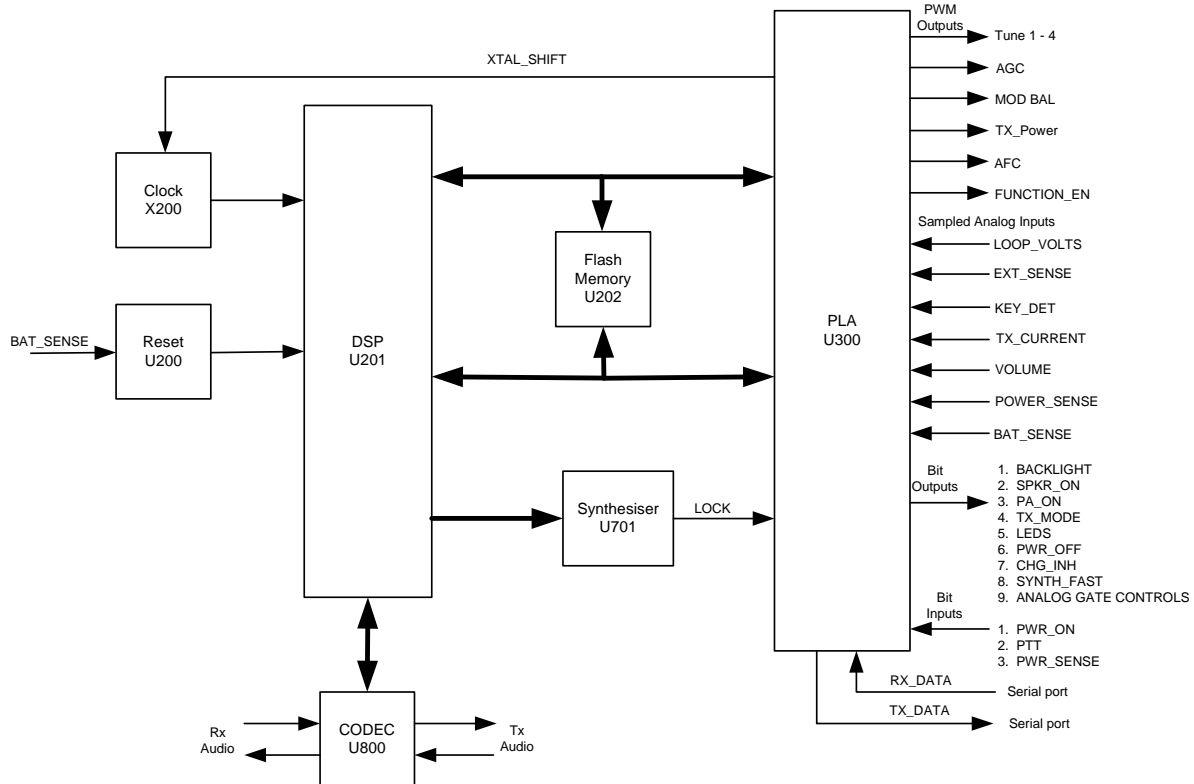 PWM
Outputs
Tune 1 - 4
XTAL_SHIFT
AGC
MOD BAL
TX_Power
AFC
FUNCTION_EN
Clock
X200
Sampled Analog Inputs
LOOP_VOLTS
EXT_SENSE
KEY_DET
TX_CURRENT
VOLUME
POWER_SENSE
BAT_SENSE
Flash
Memory
U202
PLA
U300
DSP
U201
BAT_SENSE
Reset
U200
Synthesiser
U701
LOCK
Bit
Outputs
1. BACKLIGHT
2. SPKR_ON
3. PA_ON
4. TX_MODE
5. LEDS
6. PWR_OFF
7. CHG_INH
8. SYNTH_FAST
9. ANALOG GATE CONTROLS
Bit
Inputs
1. PWR_ON
2. PTT
3. PWR_SENSE
RX_DATA
Serial port
TX_DATA
Serial port
Rx
Audio
CODEC
U800
Tx
Audio